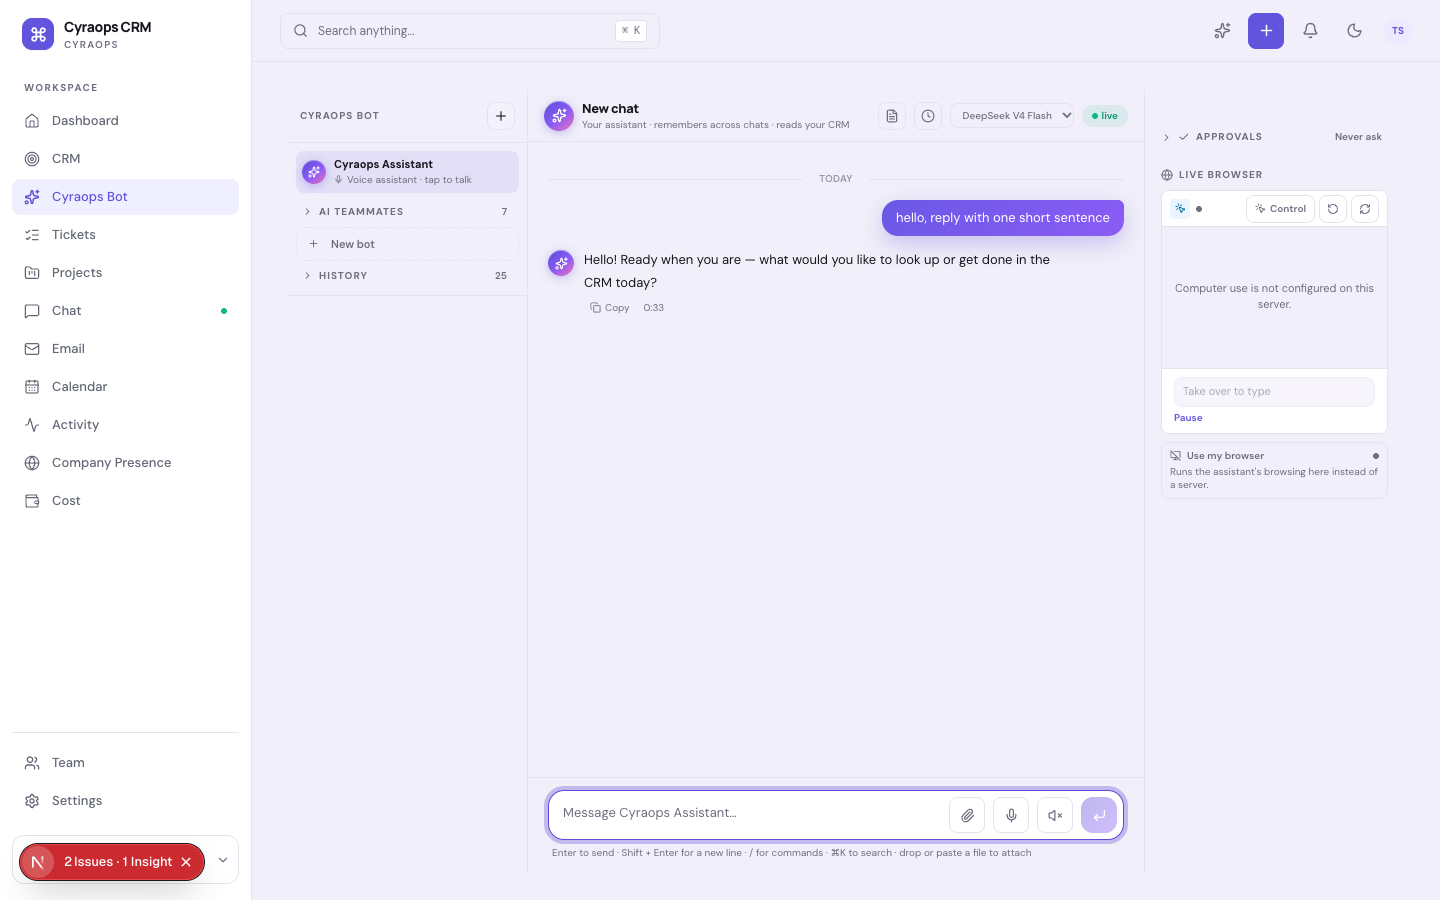 Cyraops CRM
CYRAOPS
WORKSPACE
Dashboard
CRM
Cyraops Bot
Tickets
Projects
Chat
Email
Calendar
Activity
Company Presence
Cost
Team
Settings
N 2 Issues · 1 Insight
Search anything...
⌘ K
TS
CYRAOPS BOT
Cyraops Assistant
Voice assistant · tap to talk
AI TEAMMATES 7
New bot
HISTORY 25
New chat
Your assistant · remembers across chats · reads your CRM
DeepSeek V4 Flash
live
TODAY
hello, reply with one short sentence
Hello! Ready when you are — what would you like to look up or get done in the
CRM today?
Copy 0:33
Message Cyraops Assistant...
Enter to send · Shift + Enter for a new line · / for commands · ⌘K to search · drop or paste a file to attach
APPROVALS Never ask
LIVE BROWSER
Control
Computer use is not configured on this
server.
Take over to type
Pause
Use my browser
Runs the assistant's browsing here instead of
a server.